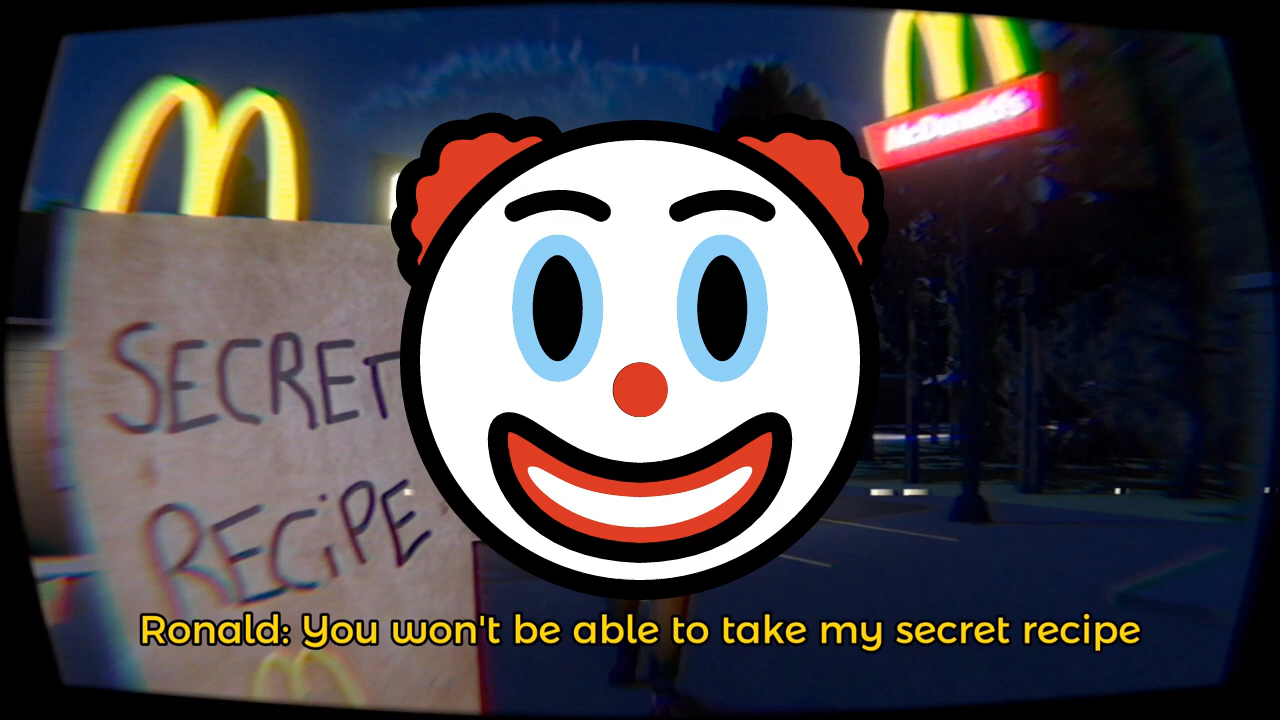 McDonald's
SECRET
RECIPE
Ronald: You won't be able to take my secret recipe